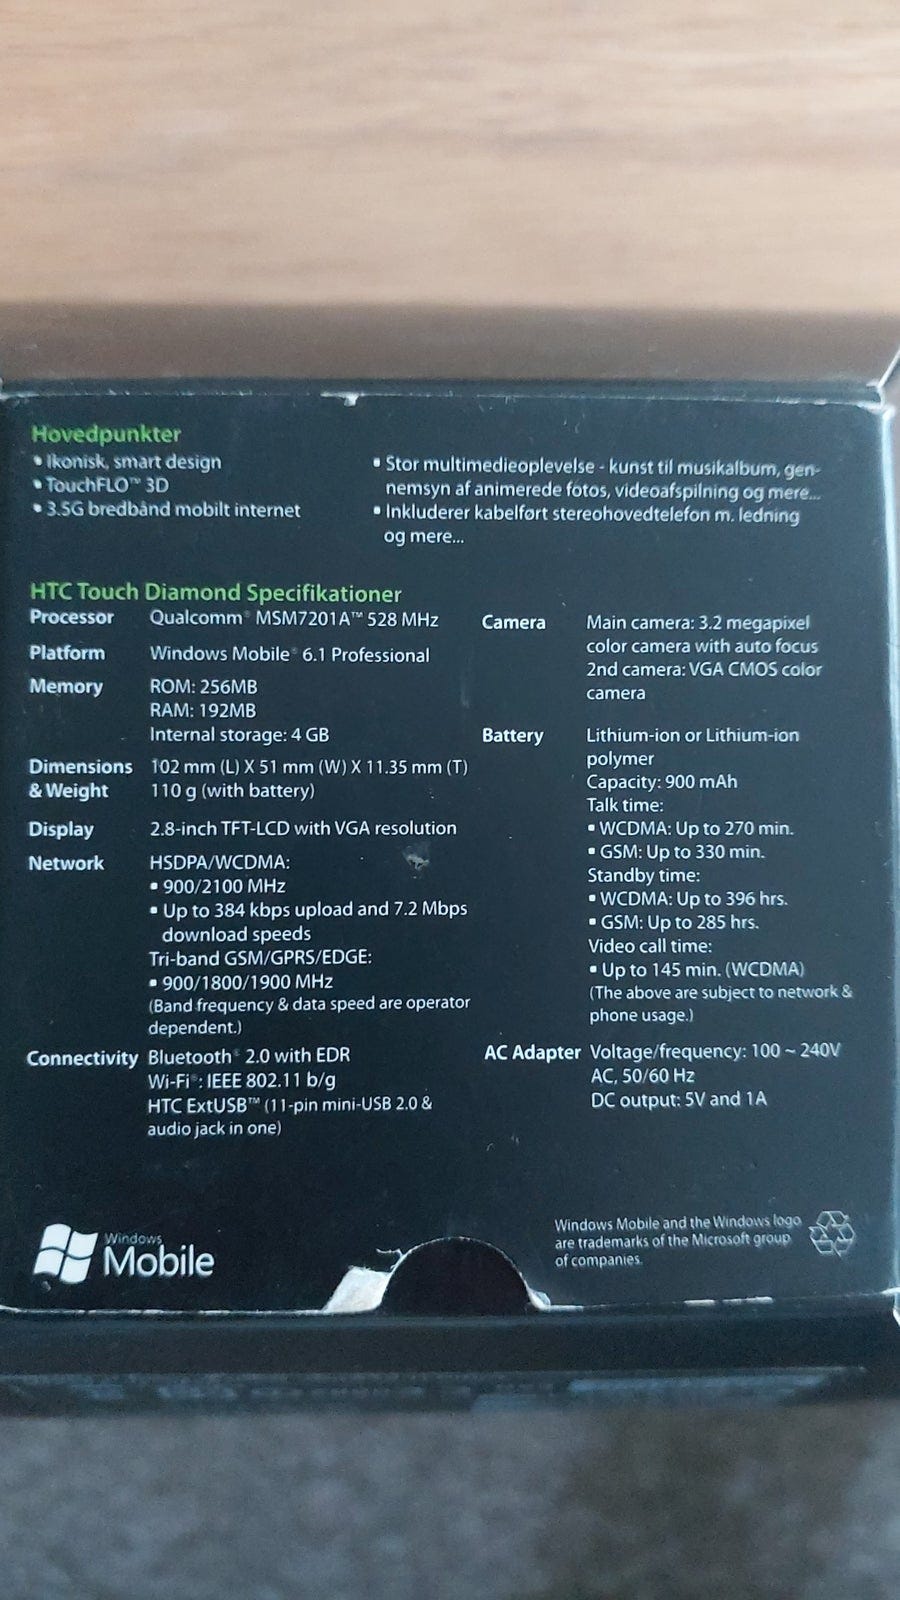 Hovedpunkter
• Ikonisk, smart design
• TouchFLO™ 3D
• 3.5G bredbånd mobilt internet
• Stor multimedieoplevelse - kunst til musikalbum, gen-
nemsyn af animerede fotos, videoafspilning og mere...
• Inkluderer kabelført stereohovedtelefon m. ledning
og mere...
HTC Touch Diamond Specifikationer
Processor Qualcomm® MSM7201A™ 528 MHz
Platform Windows Mobile® 6.1 Professional
Memory ROM: 256MB
RAM: 192MB
Internal storage: 4 GB
Dimensions 102 mm (L) X 51 mm (W) X 11.35 mm (T)
& Weight 110 g (with battery)
Display 2.8-inch TFT-LCD with VGA resolution
Network HSDPA/WCDMA:
▪ 900/2100 MHz
▪ Up to 384 kbps upload and 7.2 Mbps
download speeds
Tri-band GSM/GPRS/EDGE:
▪ 900/1800/1900 MHz
(Band frequency & data speed are operator
dependent.)
Connectivity Bluetooth® 2.0 with EDR
Wi-Fi®: IEEE 802.11 b/g
HTC ExtUSB™ (11-pin mini-USB 2.0 &
audio jack in one)
Camera Main camera: 3.2 megapixel
color camera with auto focus
2nd camera: VGA CMOS color
camera
Battery Lithium-ion or Lithium-ion
polymer
Capacity: 900 mAh
Talk time:
▪ WCDMA: Up to 270 min.
▪ GSM: Up to 330 min.
Standby time:
▪ WCDMA: Up to 396 hrs.
▪ GSM: Up to 285 hrs.
Video call time:
▪ Up to 145 min. (WCDMA)
(The above are subject to network &
phone usage.)
AC Adapter Voltage/frequency: 100 ~ 240V
AC, 50/60 Hz
DC output: 5V and 1A
Windows
Mobile
Windows Mobile and the Windows logo
are trademarks of the Microsoft group
of companies.